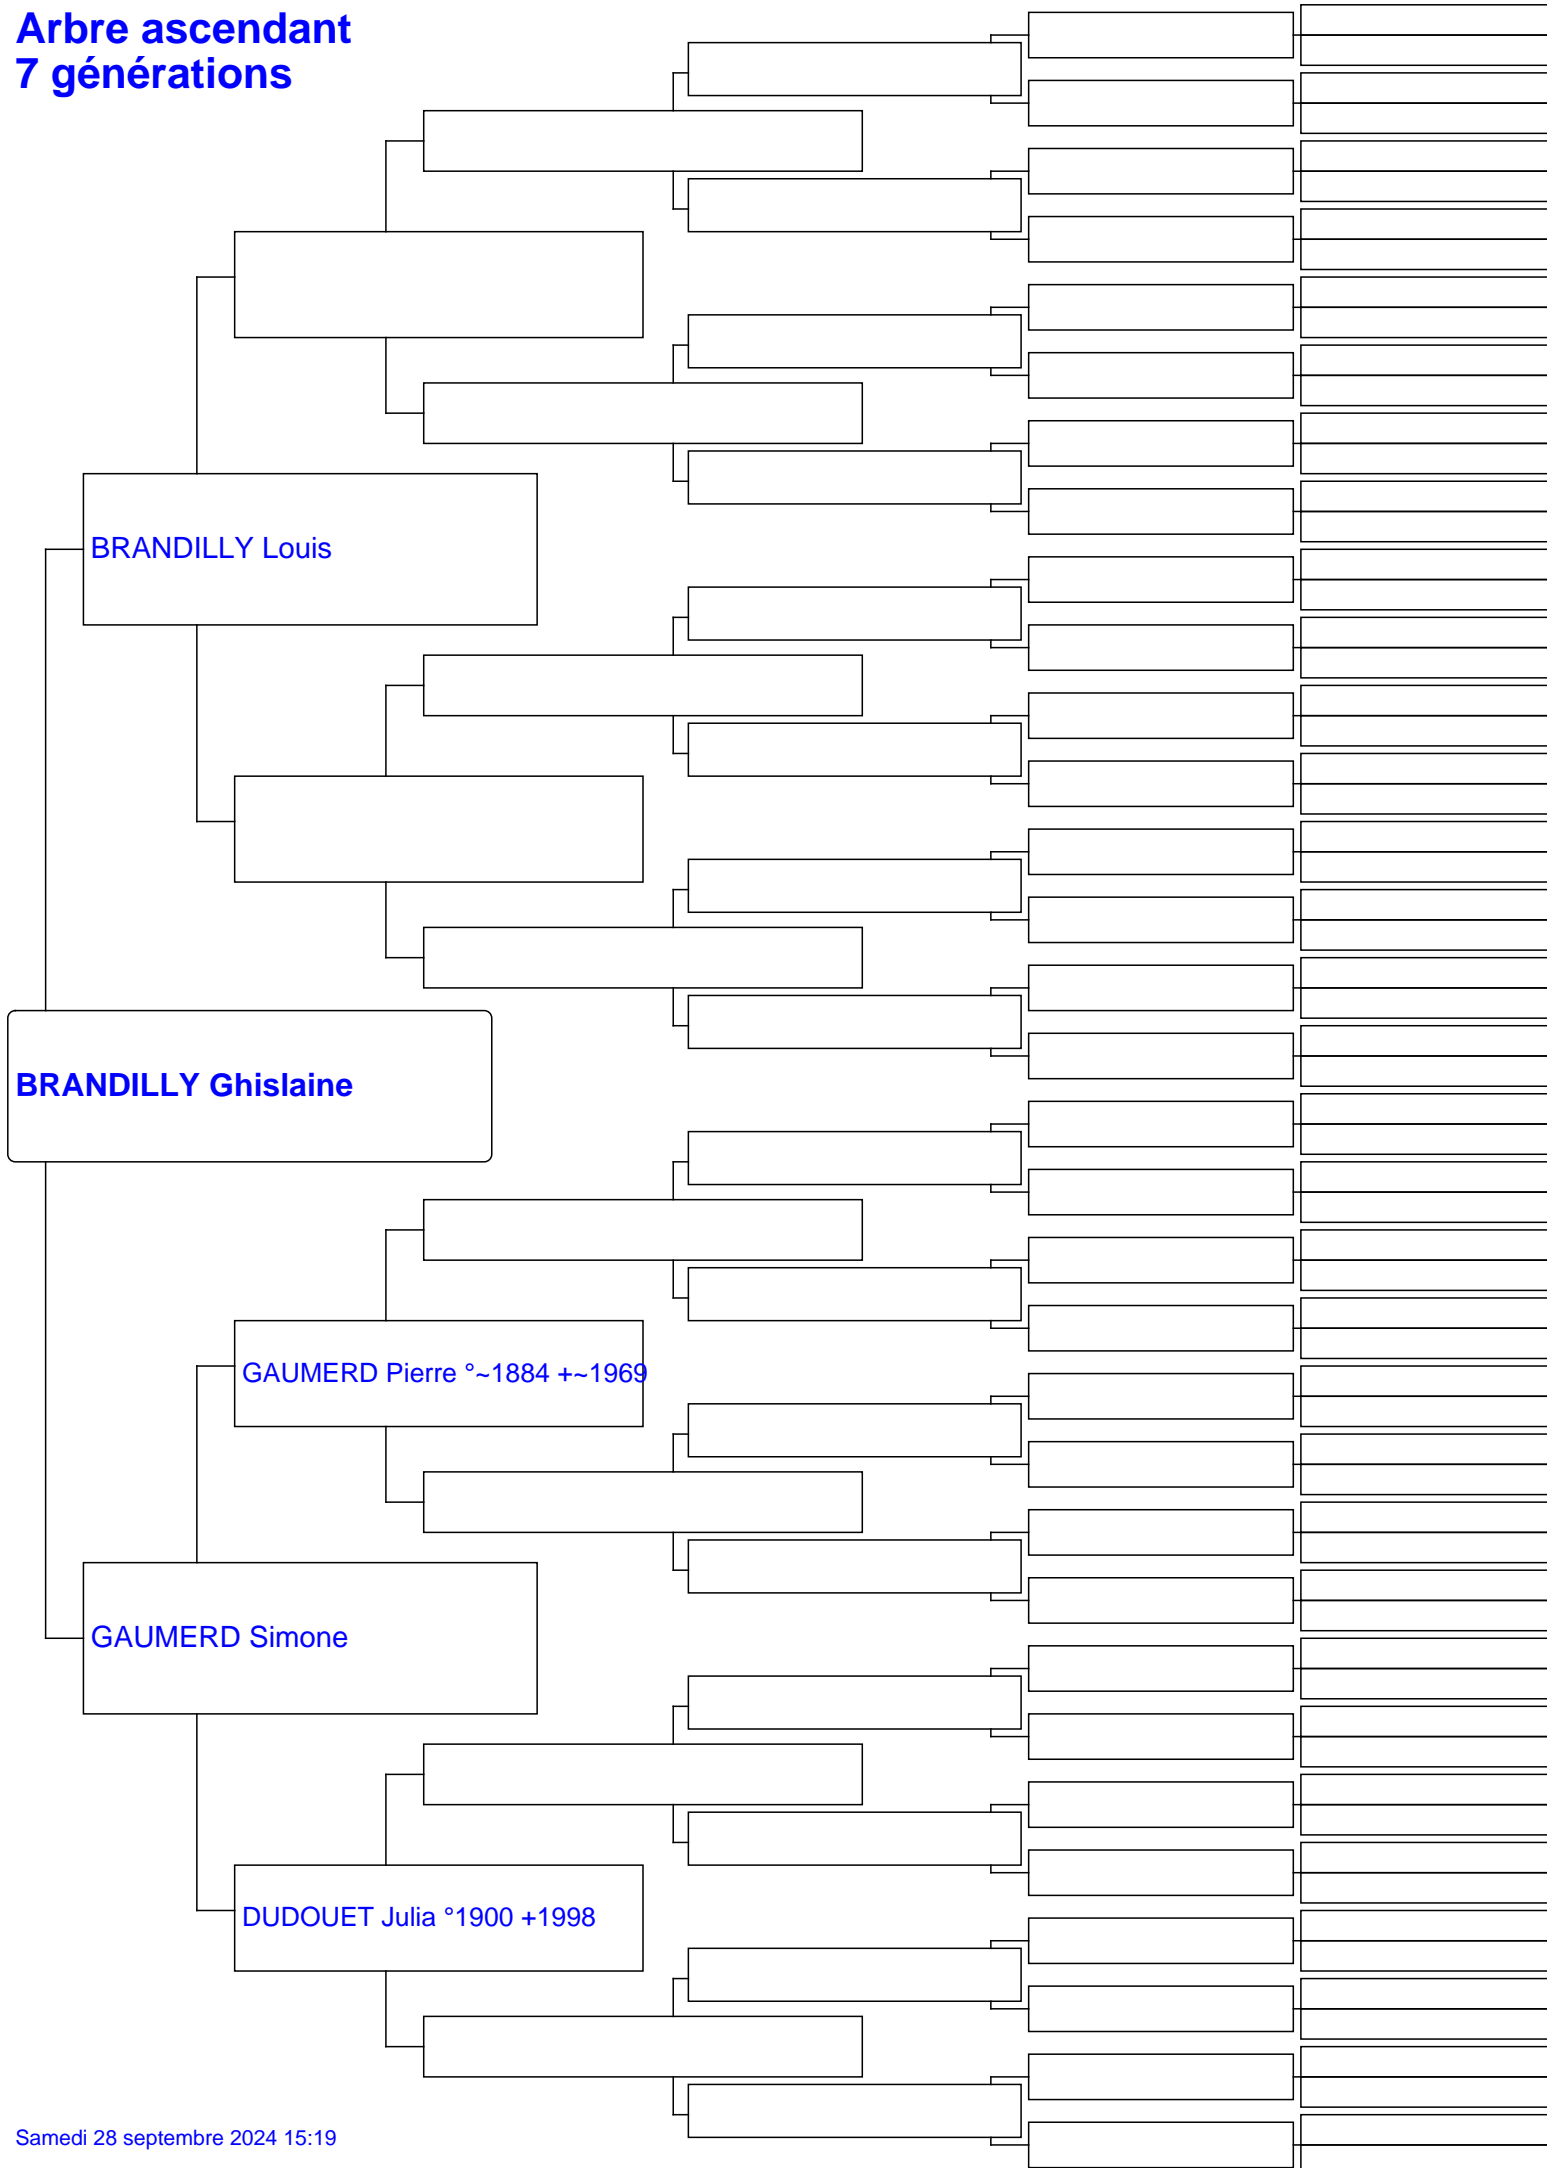 Arbre ascendant
7 générations
BRANDILLY Louis
BRANDILLY Ghislaine
GAUMERD Pierre °~1884 +~1969
GAUMERD Simone
DUDOUET Julia °1900 +1998
Samedi 28 septembre 2024 15:19